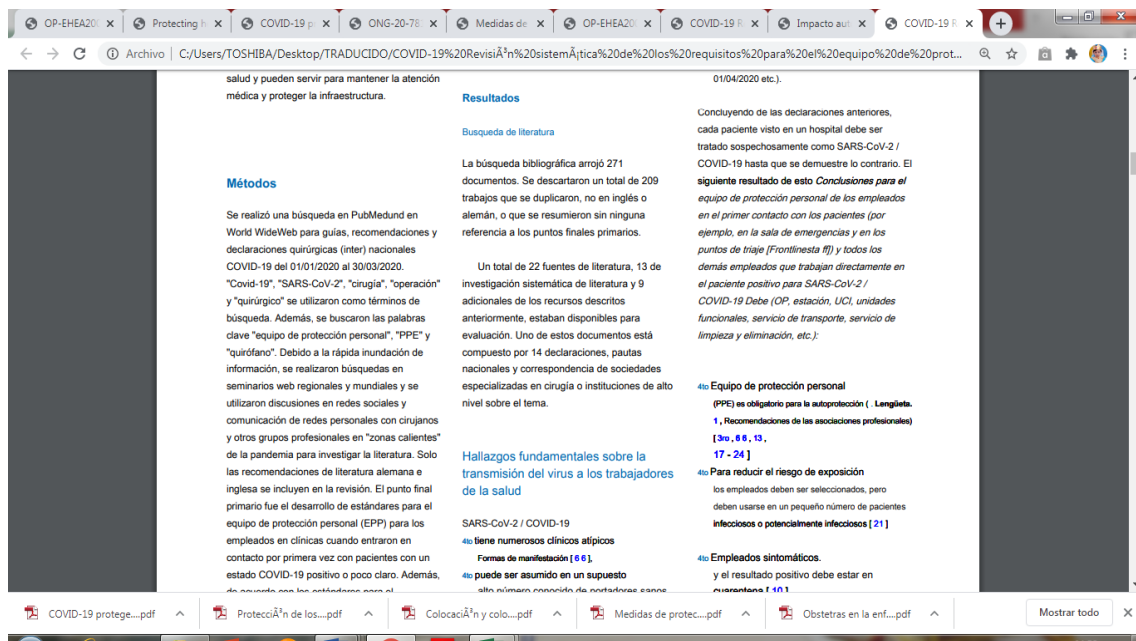 OP-EHEA20
Protecting h
COVID-19 p
ONG-20-78
Medidas de
OP-EHEA20
COVID-19 R
Impacto aut
COVID-19 R
Archivo | C:/Users/TOSHIBA/Desktop/TRADUCIDO/COVID-19%20RevisiÃ³n%20sistemÃ¡tica%20de%20los%20requisitos%20para%20el%20equipo%20de%20prot...
salud y pueden servir para mantener la atención
médica y proteger la infraestructura.
Métodos
Se realizó una búsqueda en PubMedund en
World WideWeb para guías, recomendaciones y
declaraciones quirúrgicas (inter) nacionales
COVID-19 del 01/01/2020 al 30/03/2020.
"Covid-19", "SARS-CoV-2", "cirugía", "operación"
y "quirúrgico" se utilizaron como términos de
búsqueda. Además, se buscaron las palabras
clave "equipo de protección personal", "PPE" y
"quirófano". Debido a la rápida inundación de
información, se realizaron búsquedas en
seminarios web regionales y mundiales y se
utilizaron discusiones en redes sociales y
comunicación de redes personales con cirujanos
y otros grupos profesionales en "zonas calientes"
de la pandemia para investigar la literatura. Solo
las recomendaciones de literatura alemana e
inglesa se incluyen en la revisión. El punto final
primario fue el desarrollo de estándares para el
equipo de protección personal (EPP) para los
empleados en clínicas cuando entraron en
contacto por primera vez con pacientes con un
estado COVID-19 positivo o poco claro. Además,
de acuerdo con los estándares para el
Resultados
Busqueda de literatura
La búsqueda bibliográfica arrojó 271
documentos. Se descartaron un total de 209
trabajos que se duplicaron, no en inglés o
alemán, o que se resumieron sin ninguna
referencia a los puntos finales primarios.
Un total de 22 fuentes de literatura, 13 de
investigación sistemática de literatura y 9
adicionales de los recursos descritos
anteriormente, estaban disponibles para
evaluación. Uno de estos documentos está
compuesto por 14 declaraciones, pautas
nacionales y correspondencia de sociedades
especializadas en cirugía o instituciones de alto
nivel sobre el tema.
Hallazgos fundamentales sobre la
transmisión del virus a los trabajadores
de la salud
SARS-CoV-2 / COVID-19
4to tiene numerosos clínicos atípicos
Formas de manifestación [ 6 6 ],
4to puede ser asumido en un supuesto
alto número conocido de portadores sanos
01/04/2020 etc.).
Concluyendo de las declaraciones anteriores,
cada paciente visto en un hospital debe ser
tratado sospechosamente como SARS-CoV-2 /
COVID-19 hasta que se demuestre lo contrario. El
siguiente resultado de esto Conclusiones para el
equipo de protección personal de los empleados
en el primer contacto con los pacientes (por
ejemplo, en la sala de emergencias y en los
puntos de triaje [Frontlinesta ff]) y todos los
demás empleados que trabajan directamente en
el paciente positivo para SARS-CoV-2 /
COVID-19 Debe (OP, estación, UCI, unidades
funcionales, servicio de transporte, servicio de
limpieza y eliminación, etc.):
4to Equipo de protección personal
(PPE) es obligatorio para la autoprotección ( . Lengüeta.
1 , Recomendaciones de las asociaciones profesionales)
[ 3ro , 6 6 , 13 ,
17 - 24 ]
4to Para reducir el riesgo de exposición
los empleados deben ser seleccionados, pero
deben usarse en un pequeño número de pacientes
infecciosos o potencialmente infecciosos [ 21 ]
4to Empleados sintomáticos.
y el resultado positivo debe estar en
cuarentena [ 10 ]
COVID-19 protege....pdf
ProtecciÃ³n de los....pdf
ColocaciÃ³n y colo....pdf
Medidas de protec....pdf
Obstetras en la enf....pdf
Mostrar todo